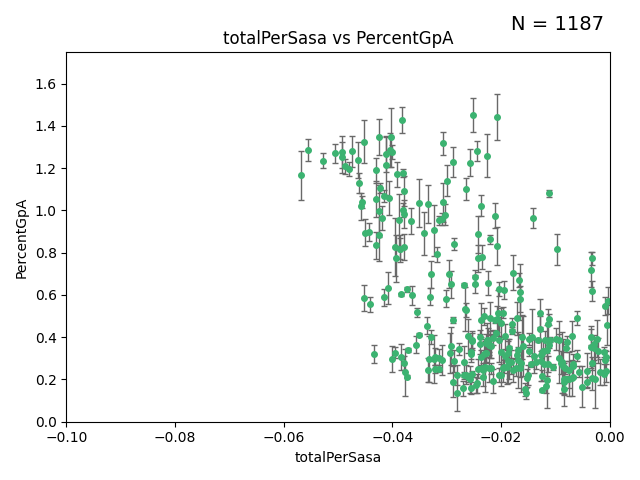 N = 1187
totalPerSasa vs PercentGpA
PercentGpA
1.6
1.4
1.2
1.0
0.8
0.6
0.4
0.2
0.0
−0.10 −0.08 −0.06 −0.04 −0.02 0.00
totalPerSasa